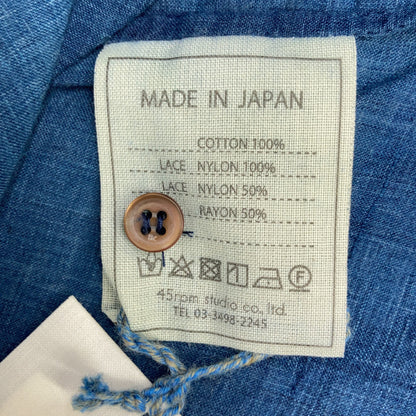 MADE IN JAPAN
COTTON 100%
LACE NYLON 100%
LACE NYLON 50%
RAYON 50%
45rpm studio co., ltd.
TEL 03-3498-2245